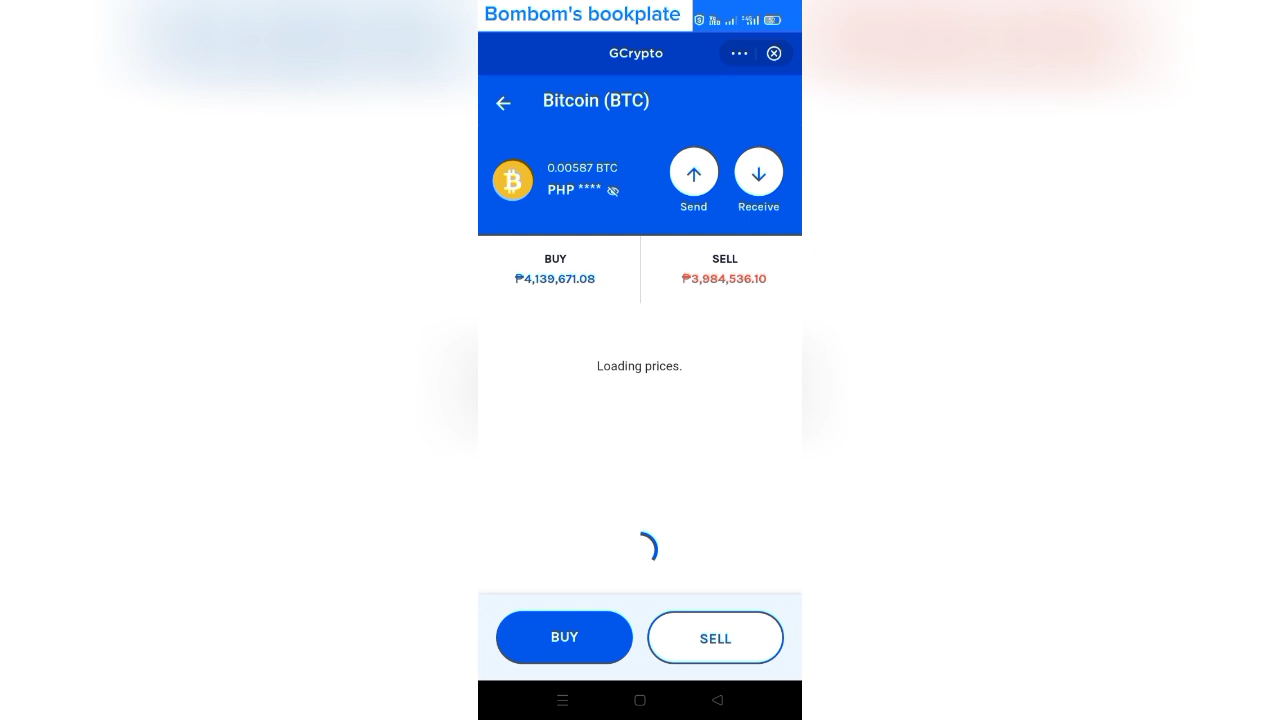 Bombom's bookplate
GCrypto
Bitcoin (BTC)
0.00587 BTC
PHP ****
Send
Receive
BUY
SELL
₱4,139,671.08
₱3,984,536.10
Loading prices.
BUY
SELL